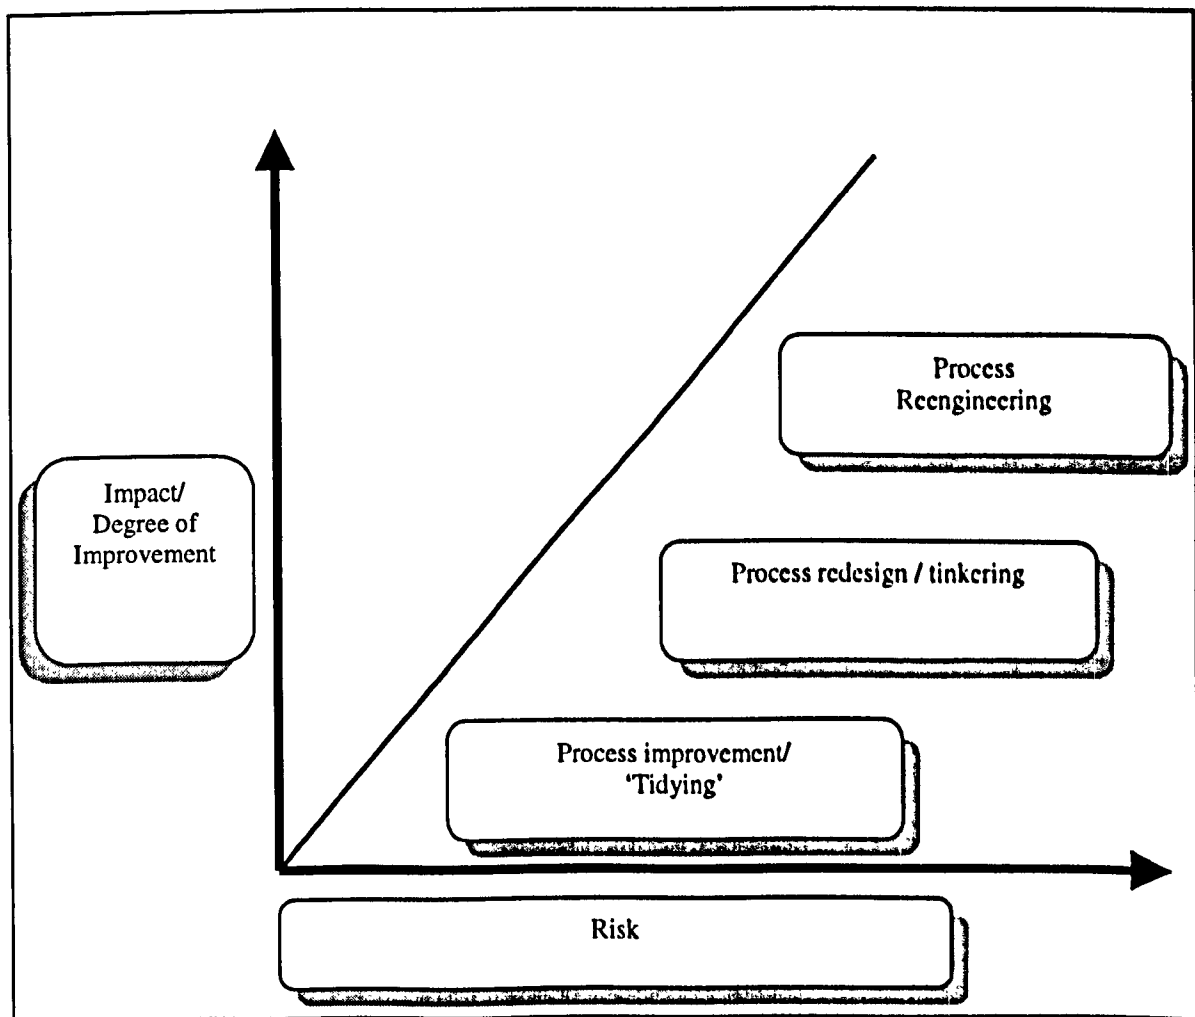 Process
Reengineering
Impact/
Degree of
Improvement
Process redesign / tinkering
Process improvement/
'Tidying'
Risk